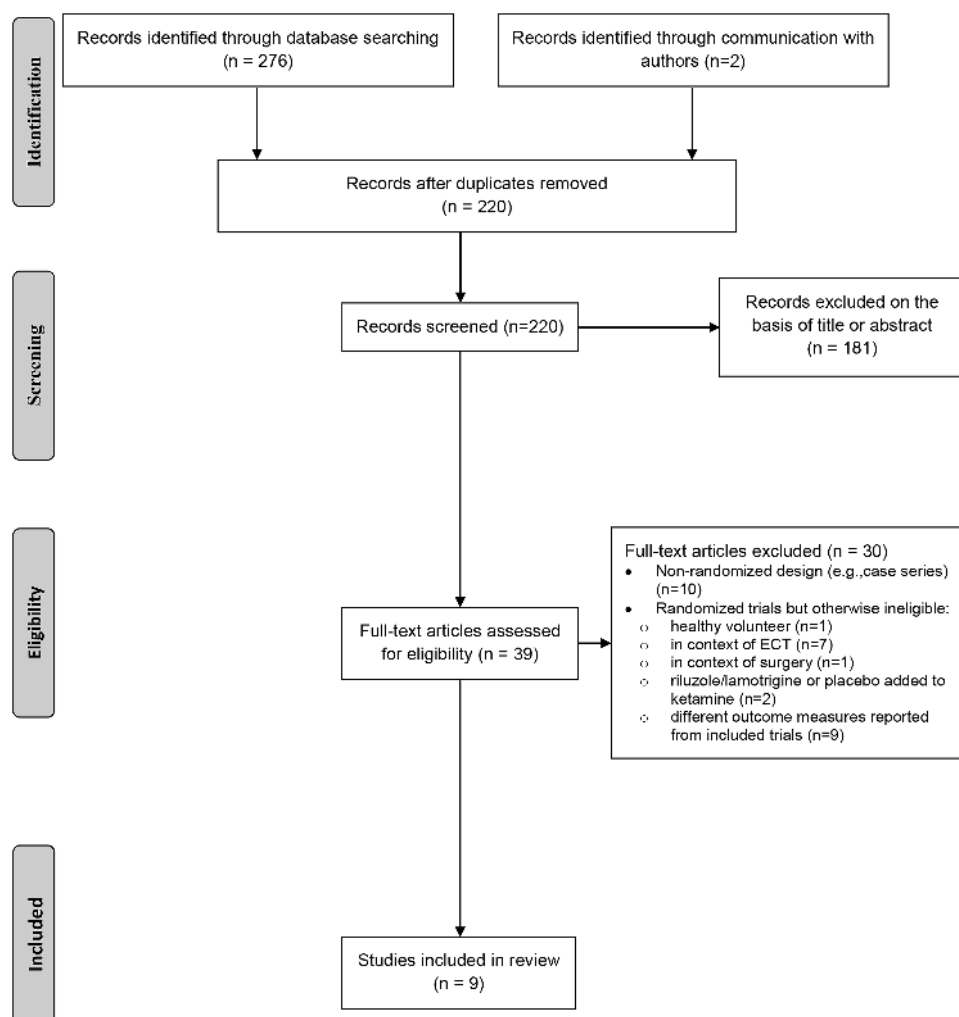 Identification
Records identified through database searching
(n = 276)
Records identified through communication with
authors (n=2)
Records after duplicates removed
(n = 220)
Screening
Records screened (n=220)
Records excluded on the
basis of title or abstract
(n = 181)
Eligibility
Full-text articles assessed
for eligibility (n = 39)
Full-text articles excluded (n = 30)
• Non-randomized design (e.g.,case series)
(n=10)
• Randomized trials but otherwise ineligible:
o healthy volunteer (n=1)
o in context of ECT (n=7)
o in context of surgery (n=1)
o riluzole/lamotrigine or placebo added to
ketamine (n=2)
o different outcome measures reported
from included trials (n=9)
Included
Studies included in review
(n = 9)